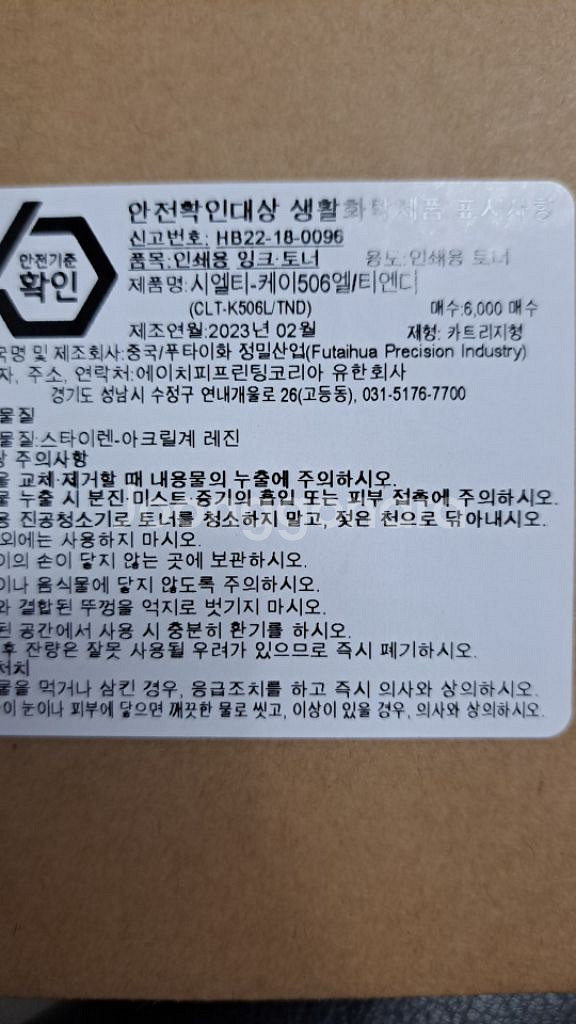 안전확인대상 생활화학제품 표시사항
신고번호: HB22-18-0096
안전기준
확인
품목:인쇄용 잉크·토너 용도:인쇄용 토너
제품명:시엘티-케이506엘/티엔디
(CLT-K506L/TND) 매수:6,000 매수
제조연월:2023년 02월 제형: 카트리지형
국명 및 제조회사:중국/푸타이화 정밀산업(Futaihua Precision Industry)
자, 주소, 연락처:에이치피프린팅코리아 유한회사
경기도 성남시 수정구 연내개울로 26(고등동), 031-5176-7700
물질
물질:스타이렌-아크릴계 레진
상 주의사항
을 교체·제거할 때 내용물의 누출에 주의하시오.
물 누출 시 분진·미스트·증기의 흡입 또는 피부 접촉에 주의하시오.
용 진공청소기로 토너를 청소하지 말고, 젖은 천으로 닦아내시오.
외에는 사용하지 마시오.
이의 손이 닿지 않는 곳에 보관하시오.
이나 음식물에 닿지 않도록 주의하시오.
와 결합된 뚜껑을 억지로 벗기지 마시오.
된 공간에서 사용 시 충분히 환기를 하시오.
후 잔량은 잘못 사용될 우려가 있으므로 즉시 폐기하시오.
처치
물을 먹거나 삼킨 경우, 응급조치를 하고 즉시 의사와 상의하시오.
이 눈이나 피부에 닿으면 깨끗한 물로 씻고, 이상이 있을 경우, 의사와 상의하시오.